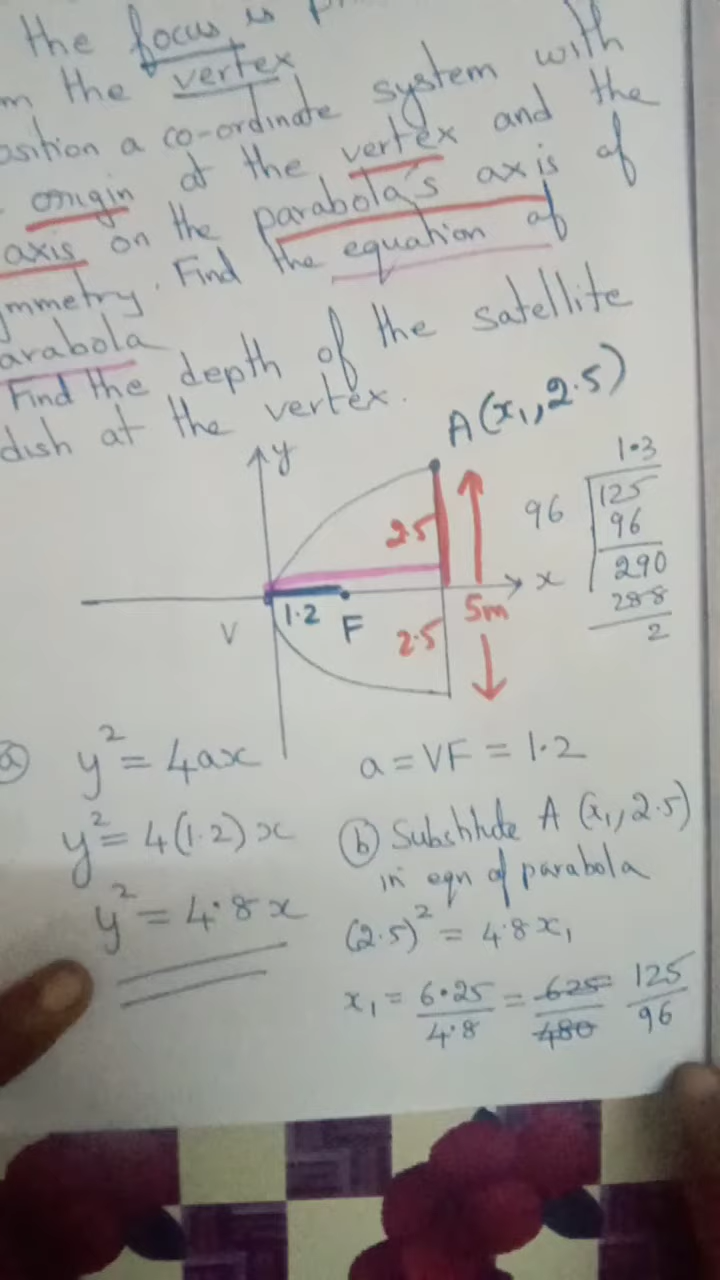 the focus is
m the vertex
osition a co-ordinate system with
origin at the vertex and the
axis on the parabola's axis of
mmetry. Find the equation of
arabola
Find the depth of the satellite
dish at the vertex.
A(x₁, 2.5)
y
2.5
x
1.2
F
V
5m
2.5
1.3
96 125
96
290
288
2
a) y² = 4ax
a = VF = 1.2
y² = 4(1.2)x
y² = 4.8x
b) Substitute A (x₁, 2.5)
in eqn of parabola
(2.5)² = 4.8x₁
x₁ = 6.25/4.8 = 625/480 125/96